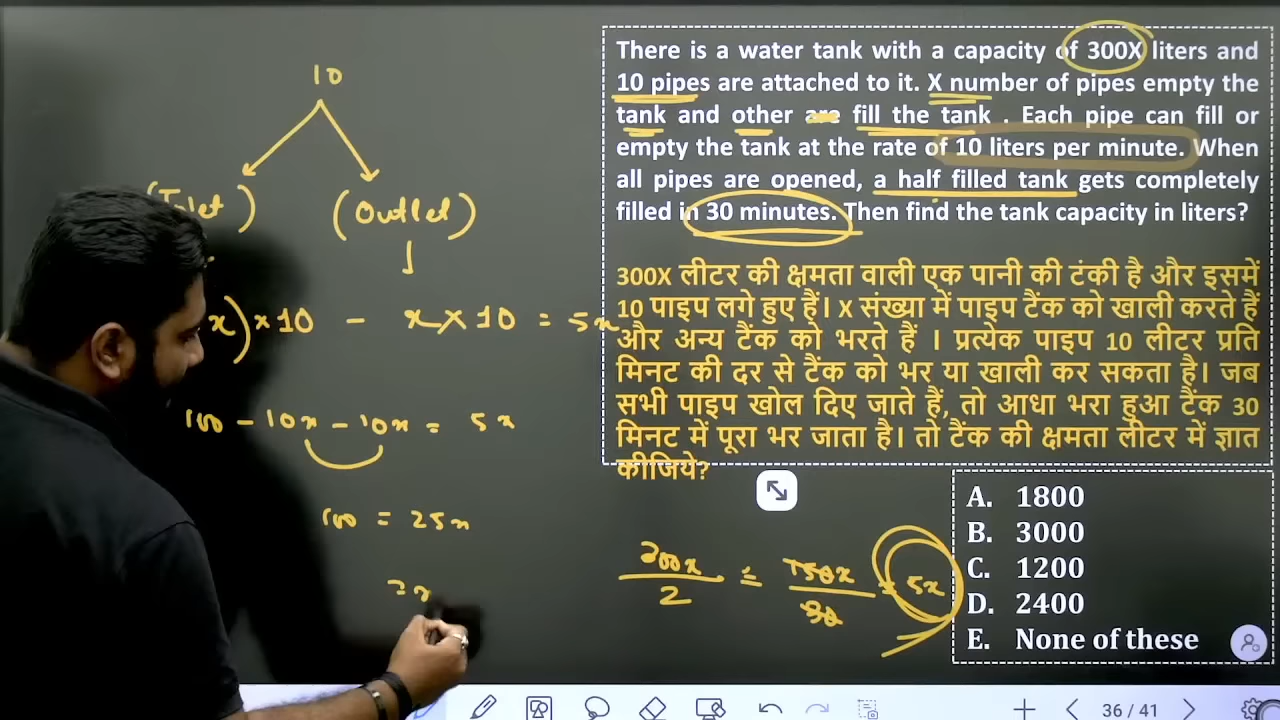 There is a water tank with a capacity of 300X liters and
10 pipes are attached to it. X number of pipes empty the
tank and other are fill the tank . Each pipe can fill or
empty the tank at the rate of 10 liters per minute. When
all pipes are opened, a half filled tank gets completely
filled in 30 minutes. Then find the tank capacity in liters?
300X लीटर की क्षमता वाली एक पानी की टंकी है और इसमें
10 पाइप लगे हुए हैं। X संख्या में पाइप टैंक को खाली करते हैं
और अन्य टैंक को भरते हैं । प्रत्येक पाइप 10 लीटर प्रति
मिनट की दर से टैंक को भर या खाली कर सकता है। जब
सभी पाइप खोल दिए जाते हैं, तो आधा भरा हुआ टैंक 30
मिनट में पूरा भर जाता है। तो टैंक की क्षमता लीटर में ज्ञात
कीजिये?
A. 1800
B. 3000
C. 1200
D. 2400
E. None of these
10
(Outlet)
x) × 10 - x × 10 = 5x
100 - 10x - 10x = 5x
100 = 25x
300x / 2 = 150x / 30 = 5x
36 / 41